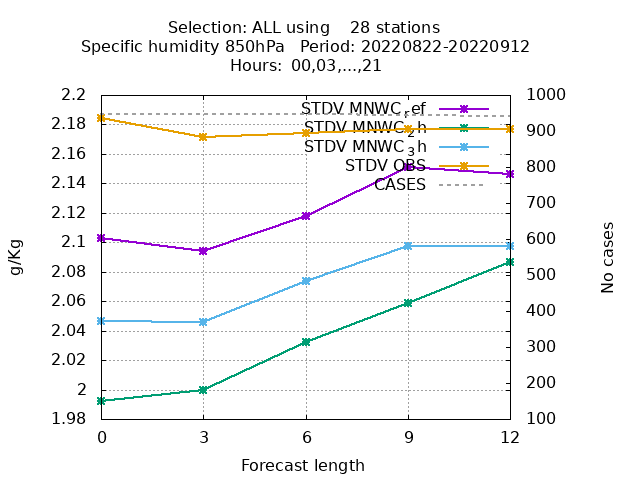 Selection: ALL using    28 stations
Specific humidity 850hPa   Period: 20220822-20220912
Hours:  00,03,...,21
2.2
2.18
2.16
2.14
2.12
2.1
2.08
2.06
2.04
2.02
2
1.98
1000
900
800
700
600
500
400
300
200
100
STDV MNWC_ref
STDV MNWC_2h
STDV MNWC_3h
STDV OBS
CASES
g/Kg
No cases
0 3 6 9 12
Forecast length